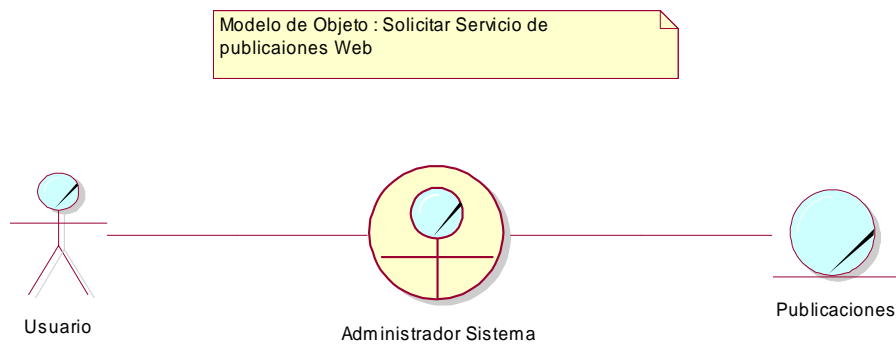 Modelo de Objeto : Solicitar Servicio de
publicaiones Web
Usuario
Administrador Sistema
Publicaciones